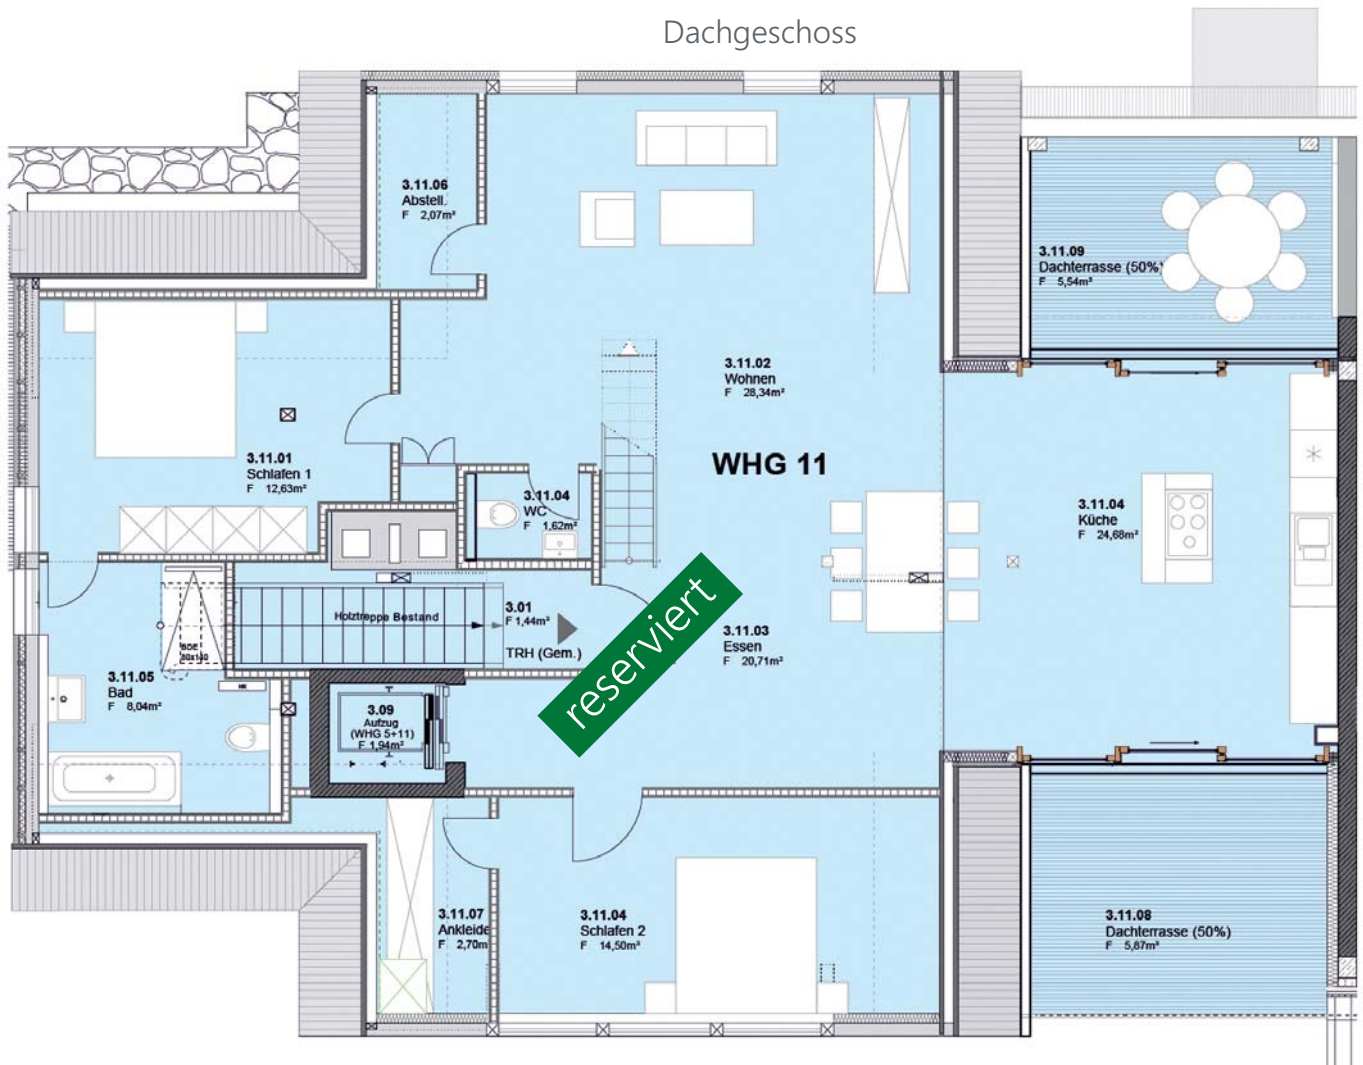 Dachgeschoss
3.11.06
Abstell.
F 2,07m²
3.11.09
Dachterrasse (50%)
F 5,54m²
3.11.02
Wohnen
F 28,34m²
WHG 11
3.11.01
Schlafen 1
F 12,63m²
3.11.04
WC
F 1,62m²
3.11.04
Küche
F 24,68m²
Holztreppe Bestand
3.01
F 1,44m²
TRH (Gem.)
reserviert
3.11.03
Essen
F 20,71m²
BDE
80x140
3.11.05
Bad
F 8,04m²
HK
3.09
Aufzug
(WHG 5+11)
F 1,94m²
3.11.07
Ankleide
F 2,70m
3.11.04
Schlafen 2
F 14,50m²
3.11.08
Dachterrasse (50%)
F 5,87m²